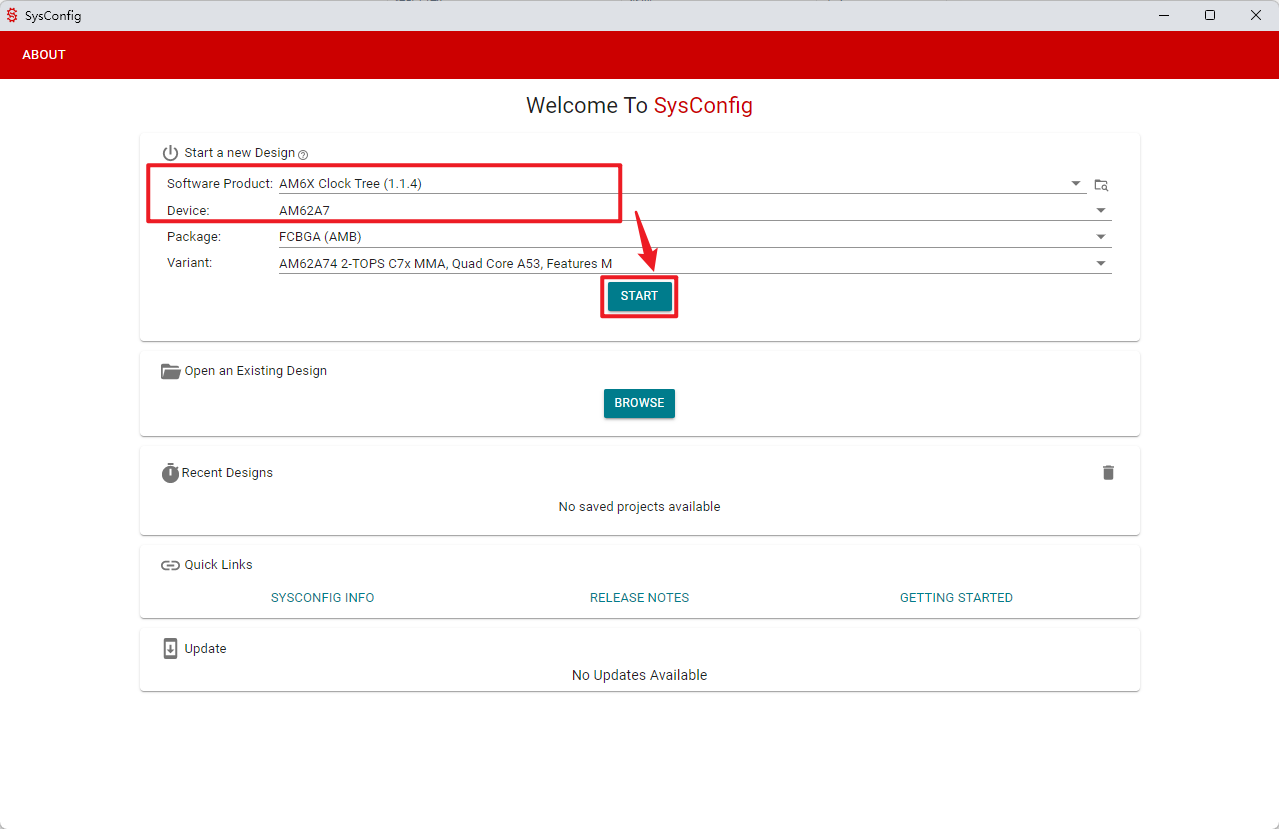 SysConfig
ABOUT
Welcome To SysConfig
Start a new Design
Software Product: AM6X Clock Tree (1.1.4)
Device: AM62A7
Package: FCBGA (AMB)
Variant: AM62A74 2-TOPS C7x MMA, Quad Core A53, Features M
START
Open an Existing Design
BROWSE
Recent Designs
No saved projects available
Quick Links
SYSCONFIG INFO RELEASE NOTES GETTING STARTED
Update
No Updates Available